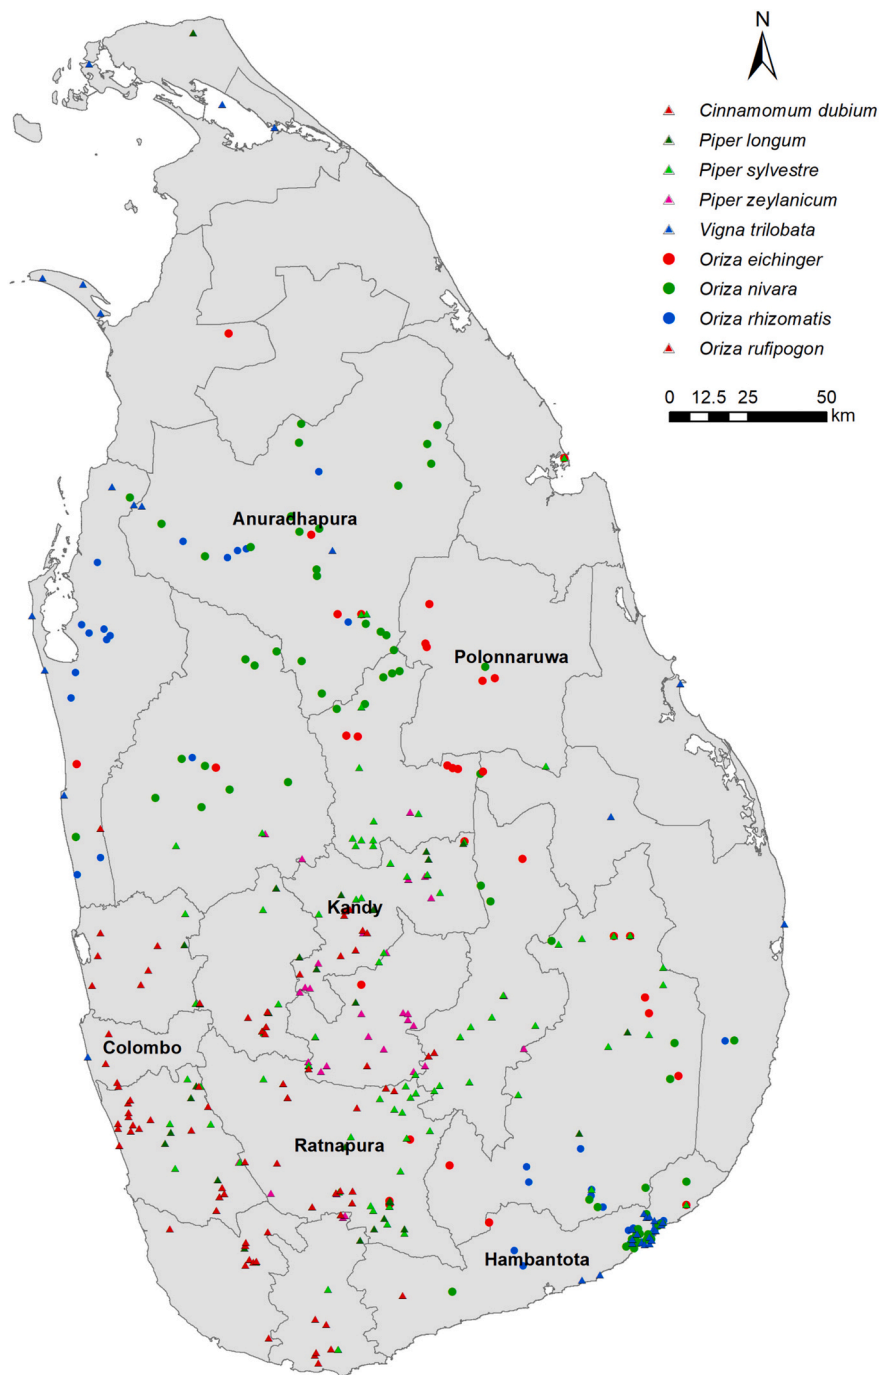 N
Cinnamomum dubium
Piper longum
Piper sylvestre
Piper zeylanicum
Vigna trilobata
Oriza eichinger
Oriza nivara
Oriza rhizomatis
Oriza rufipogon
0 12.5 25 50
km
Anuradhapura
Polonnaruwa
Kandy
Colombo
Ratnapura
Hambantota